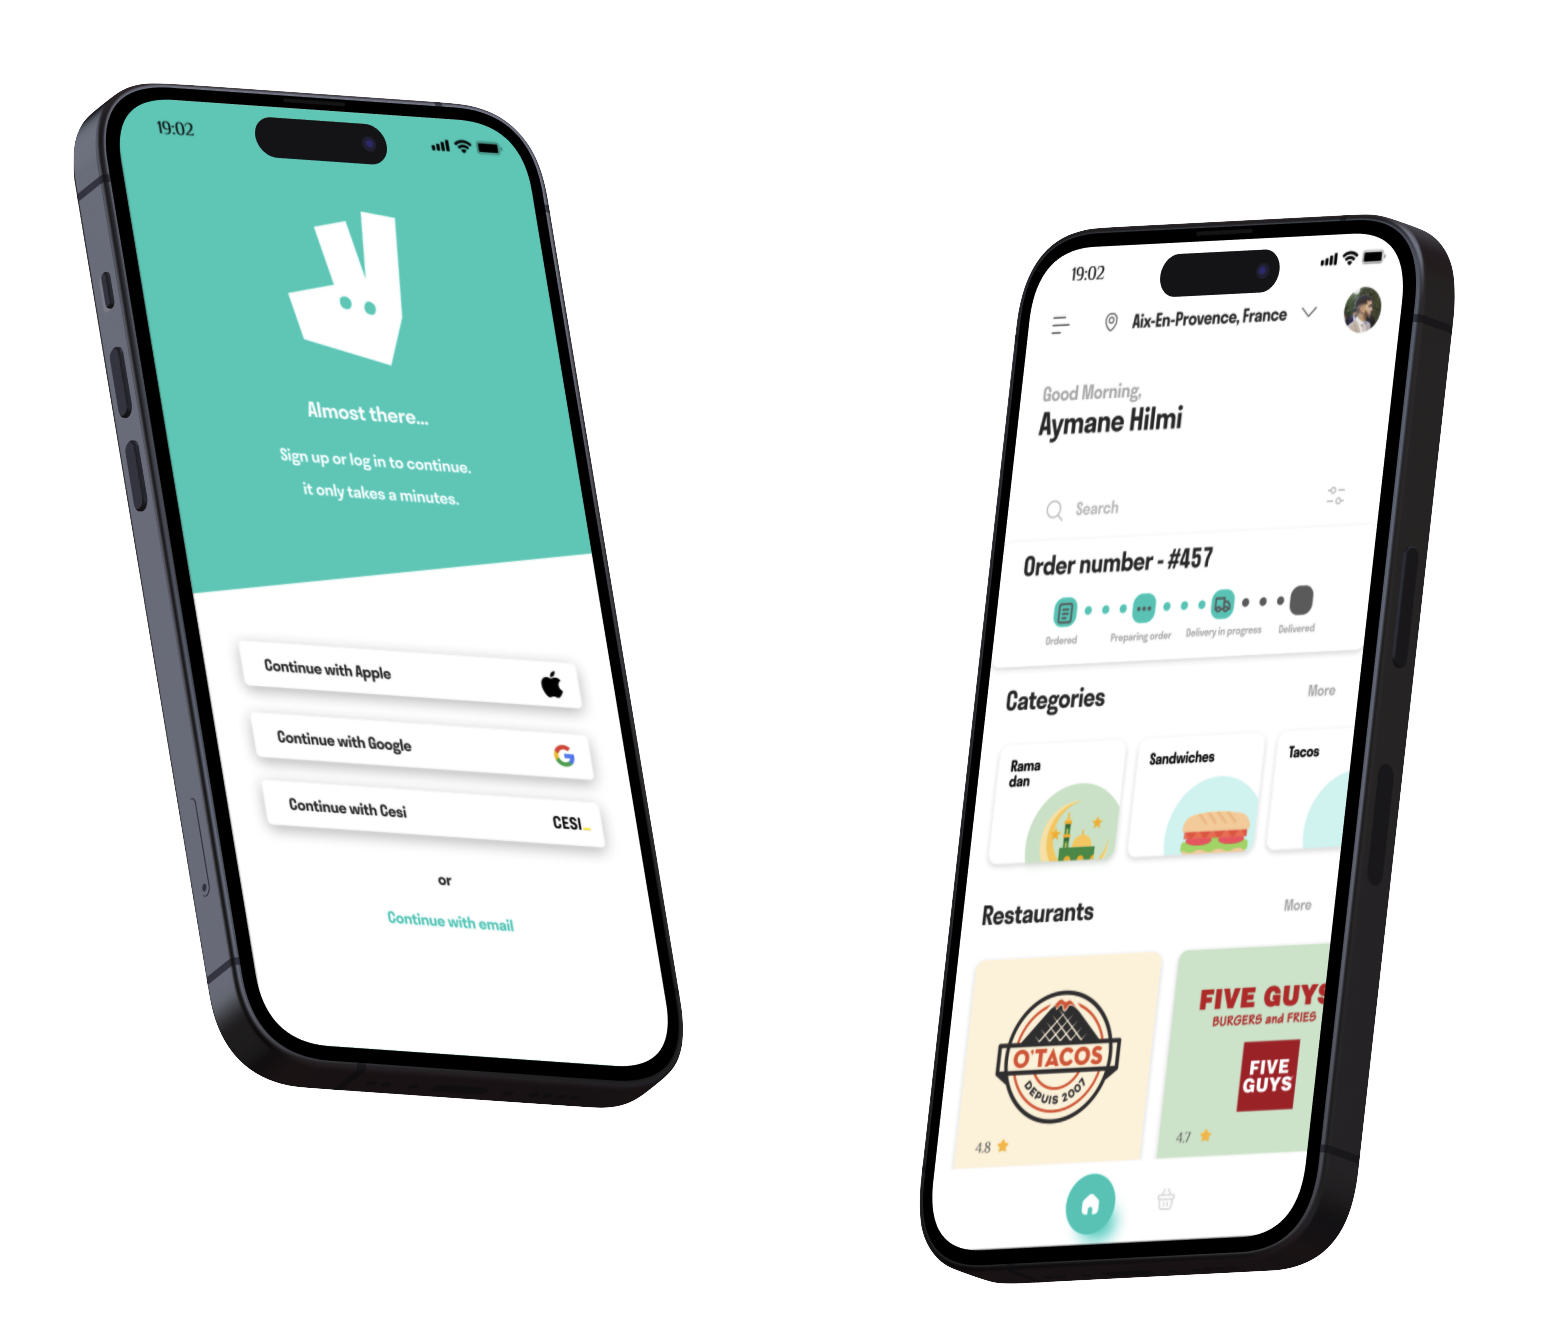 19:02
Almost there...
Sign up or log in to continue.
it only takes a minutes.
Continue with Apple
Continue with Google
Continue with Cesi
CESI_
or
Continue with email
19:02
Aix-En-Provence, France
Good Morning,
Aymane Hilmi
Search
Order number - #457
Ordered
Preparing order
Delivery in progress
Delivered
Categories
More
Rama
dan
Sandwiches
Tacos
Restaurants
More
O'TACOS
DEPUIS 2007
4.8
FIVE GUYS
BURGERS and FRIES
FIVE
GUYS
4.7